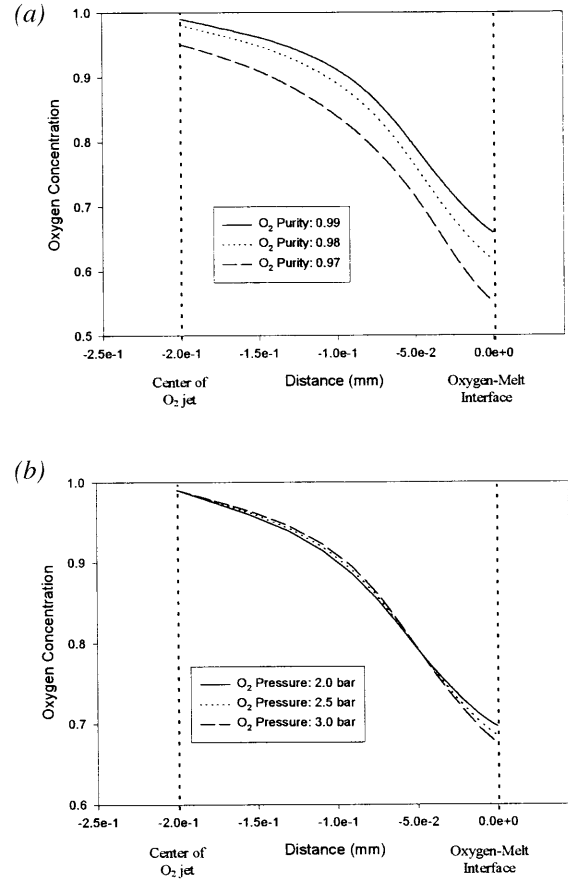 (a)
1.0
0.9
0.8
0.7
0.6
0.5
Oxygen Concentration
O2 Purity: 0.99
O2 Purity: 0.98
O2 Purity: 0.97
-2.5e-1 -2.0e-1 -1.5e-1 -1.0e-1 -5.0e-2 0.0e+0
Center of
O2 jet
Distance (mm)
Oxygen-Melt
Interface
(b)
1.0
0.9
0.8
0.7
0.6
Oxygen Concentration
O2 Pressure: 2.0 bar
O2 Pressure: 2.5 bar
O2 Pressure: 3.0 bar
-2.5e-1 -2.0e-1 -1.5e-1 -1.0e-1 -5.0e-2 0.0e+0
Center of
O2 jet
Distance (mm)
Oxygen-Melt
Interface